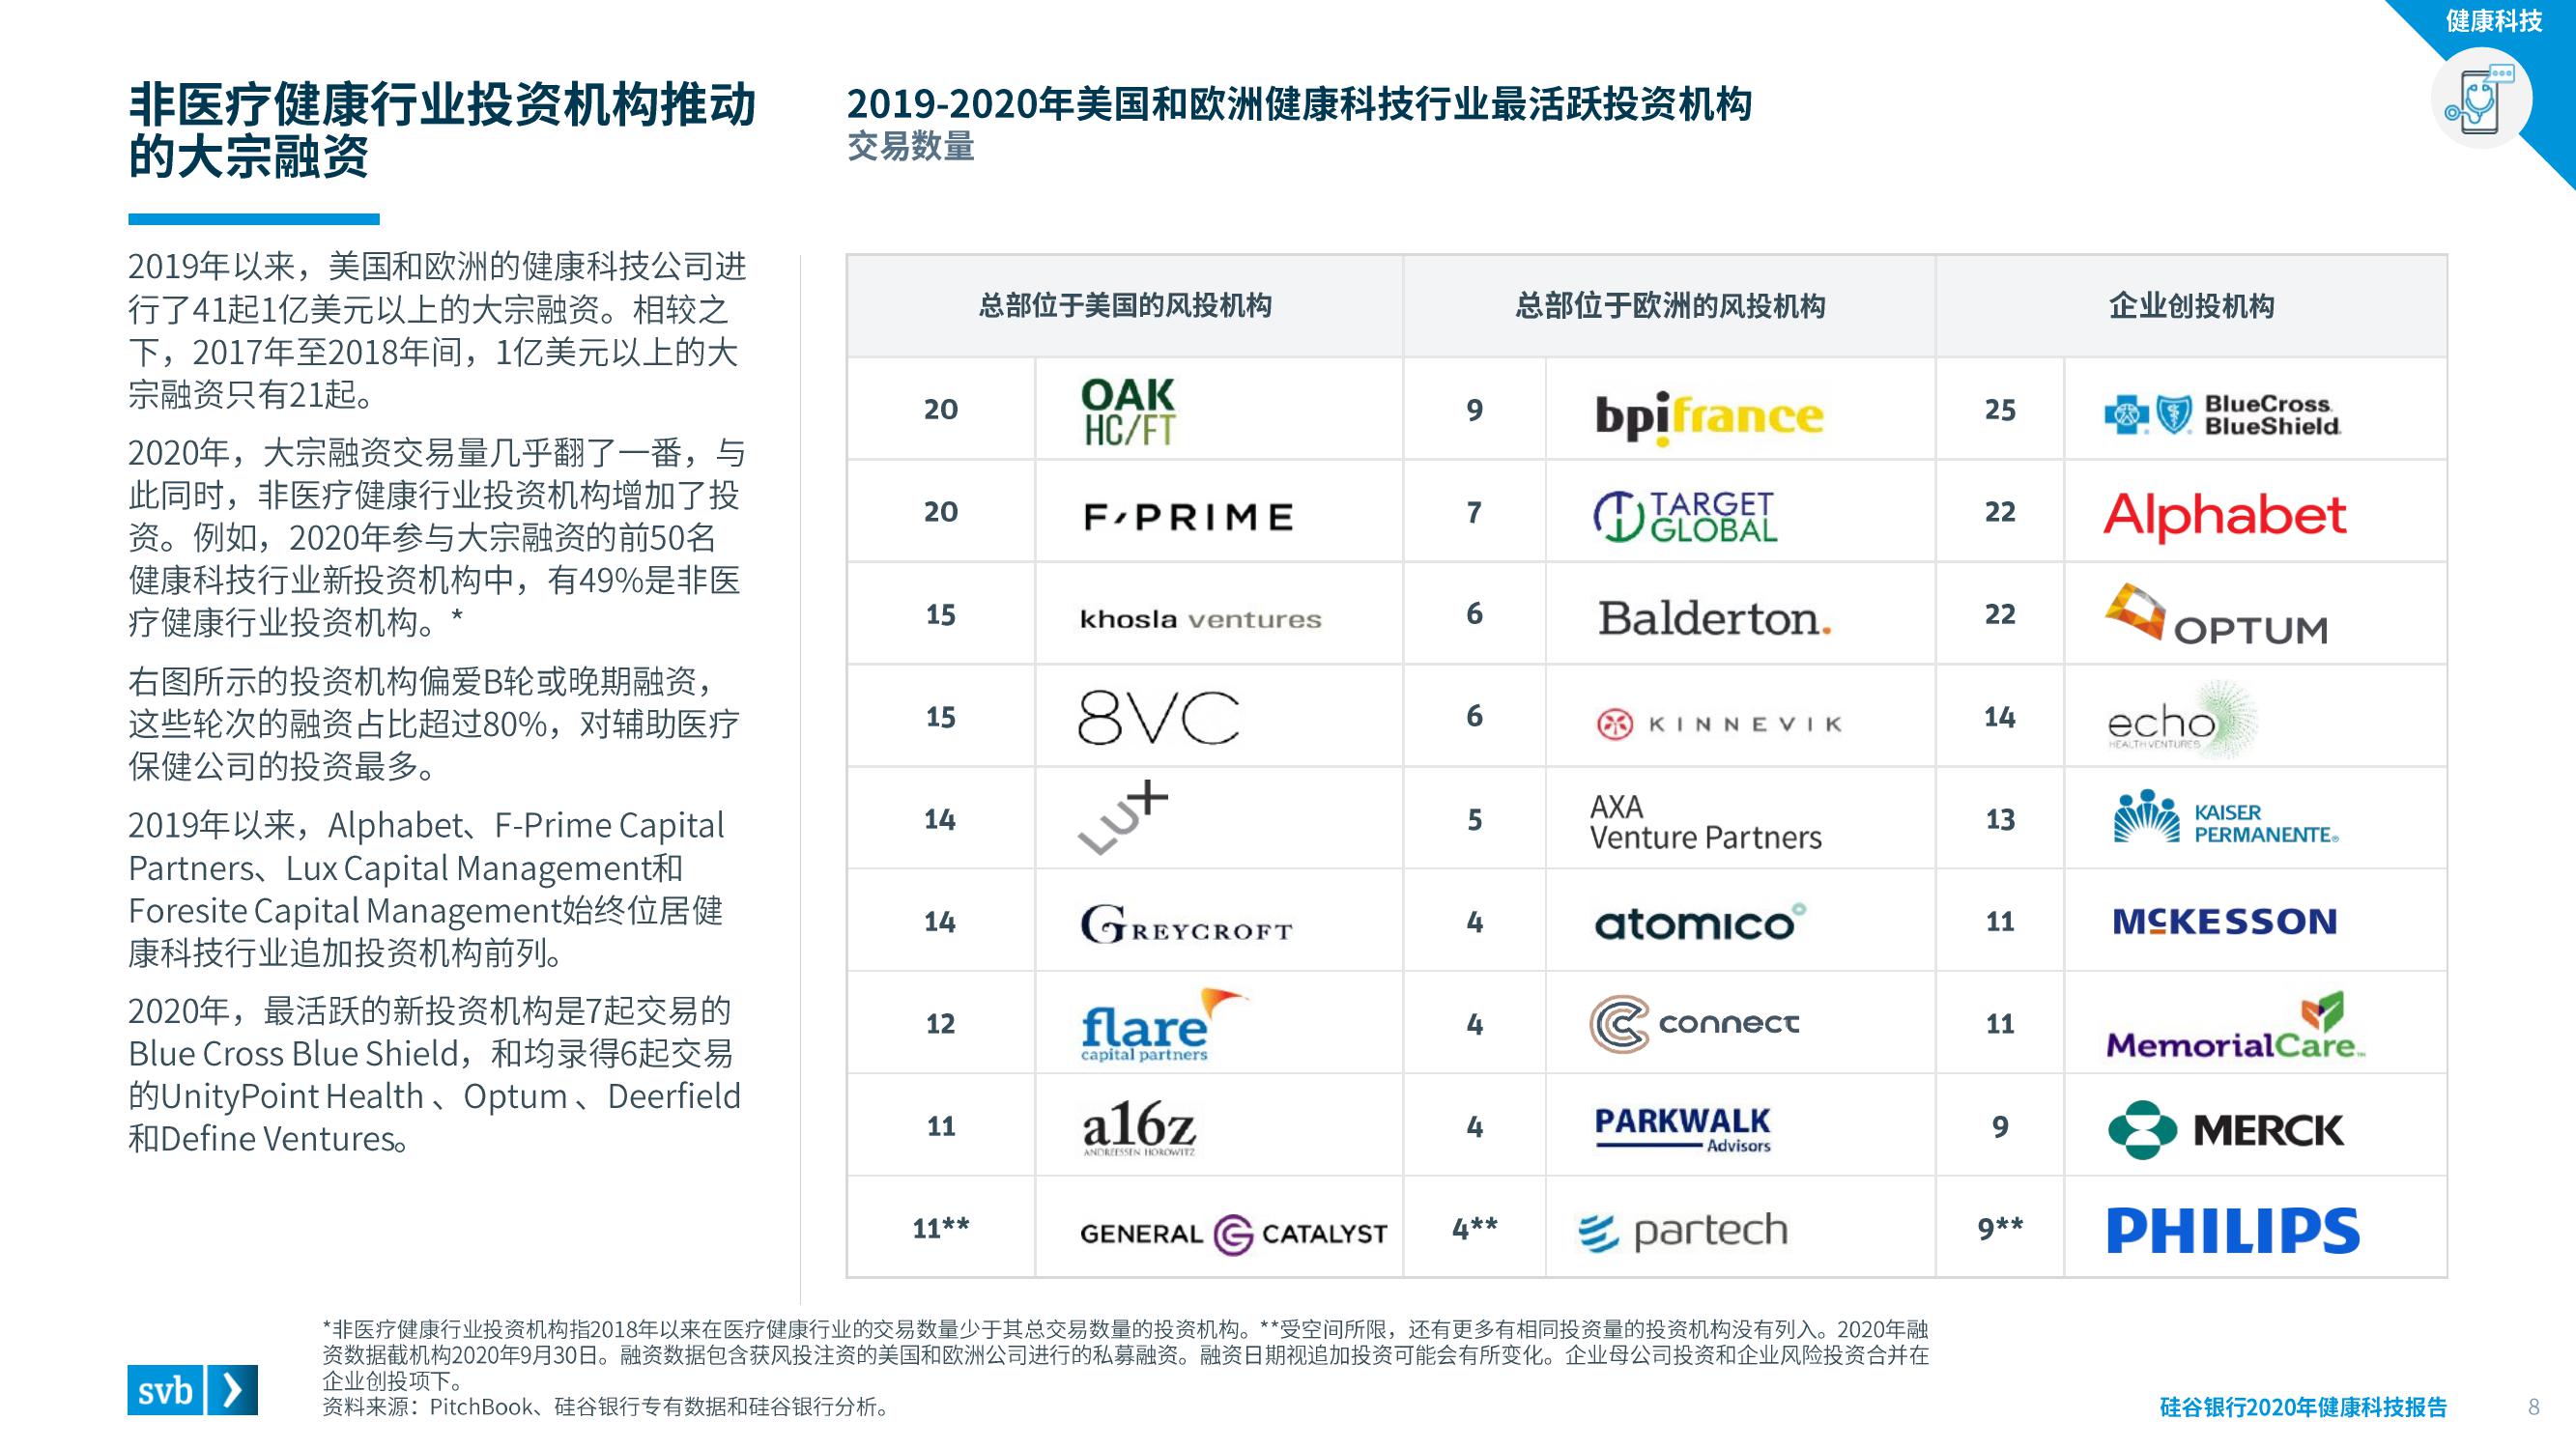 健康科技
非医疗健康行业投资机构推动
的大宗融资
2019年以来，美国和欧洲的健康科技公司进
行了41起1亿美元以上的大宗融资。相较之
下，2017年至2018年间，1亿美元以上的大
宗融资只有21起。
2020年，大宗融资交易量几乎翻了一番，与
此同时，非医疗健康行业投资机构增加了投
资。例如，2020年参与大宗融资的前50名
健康科技行业新投资机构中，有49%是非医
疗健康行业投资机构。*
右图所示的投资机构偏爱B轮或晚期融资，
这些轮次的融资占比超过80%，对辅助医疗
保健公司的投资最多。
2019年以来，Alphabet、F-Prime Capital
Partners、Lux Capital Management和
Foresite Capital Management始终位居健
康科技行业追加投资机构前列。
2020年，最活跃的新投资机构是7起交易的
Blue Cross Blue Shield，和均录得6起交易
的UnityPoint Health 、Optum 、Deerfield
和Define Ventures。
2019-2020年美国和欧洲健康科技行业最活跃投资机构
交易数量
总部位于美国的风投机构 总部位于欧洲的风投机构 企业创投机构
20 OAK HC/FT 9 bpifrance 25 BlueCross BlueShield
20 F-PRIME 7 TARGET GLOBAL 22 Alphabet
15 khosla ventures 6 Balderton. 22 OPTUM
15 8VC 6 KINNEVIK 14 echo HEALTH VENTURES
14 LU+ 5 AXA Venture Partners 13 KAISER PERMANENTE®
14 GREYCROFT 4 atomico 11 MCKESSON
12 flare capital partners 4 connect 11 MemorialCare™
11 a16z ANDREESSEN HOROWITZ 4 PARKWALK Advisors 9 MERCK
11** GENERAL CATALYST 4** partech 9** PHILIPS
*非医疗健康行业投资机构指2018年以来在医疗健康行业的交易数量少于其总交易数量的投资机构。**受空间所限，还有更多有相同投资量的投资机构没有列入。2020年融
资数据截机构2020年9月30日。融资数据包含获风投注资的美国和欧洲公司进行的私募融资。融资日期视追加投资可能会有所变化。企业母公司投资和企业风险投资合并在
企业创投项下。
资料来源：PitchBook、硅谷银行专有数据和硅谷银行分析。
svb
硅谷银行2020年健康科技报告 8